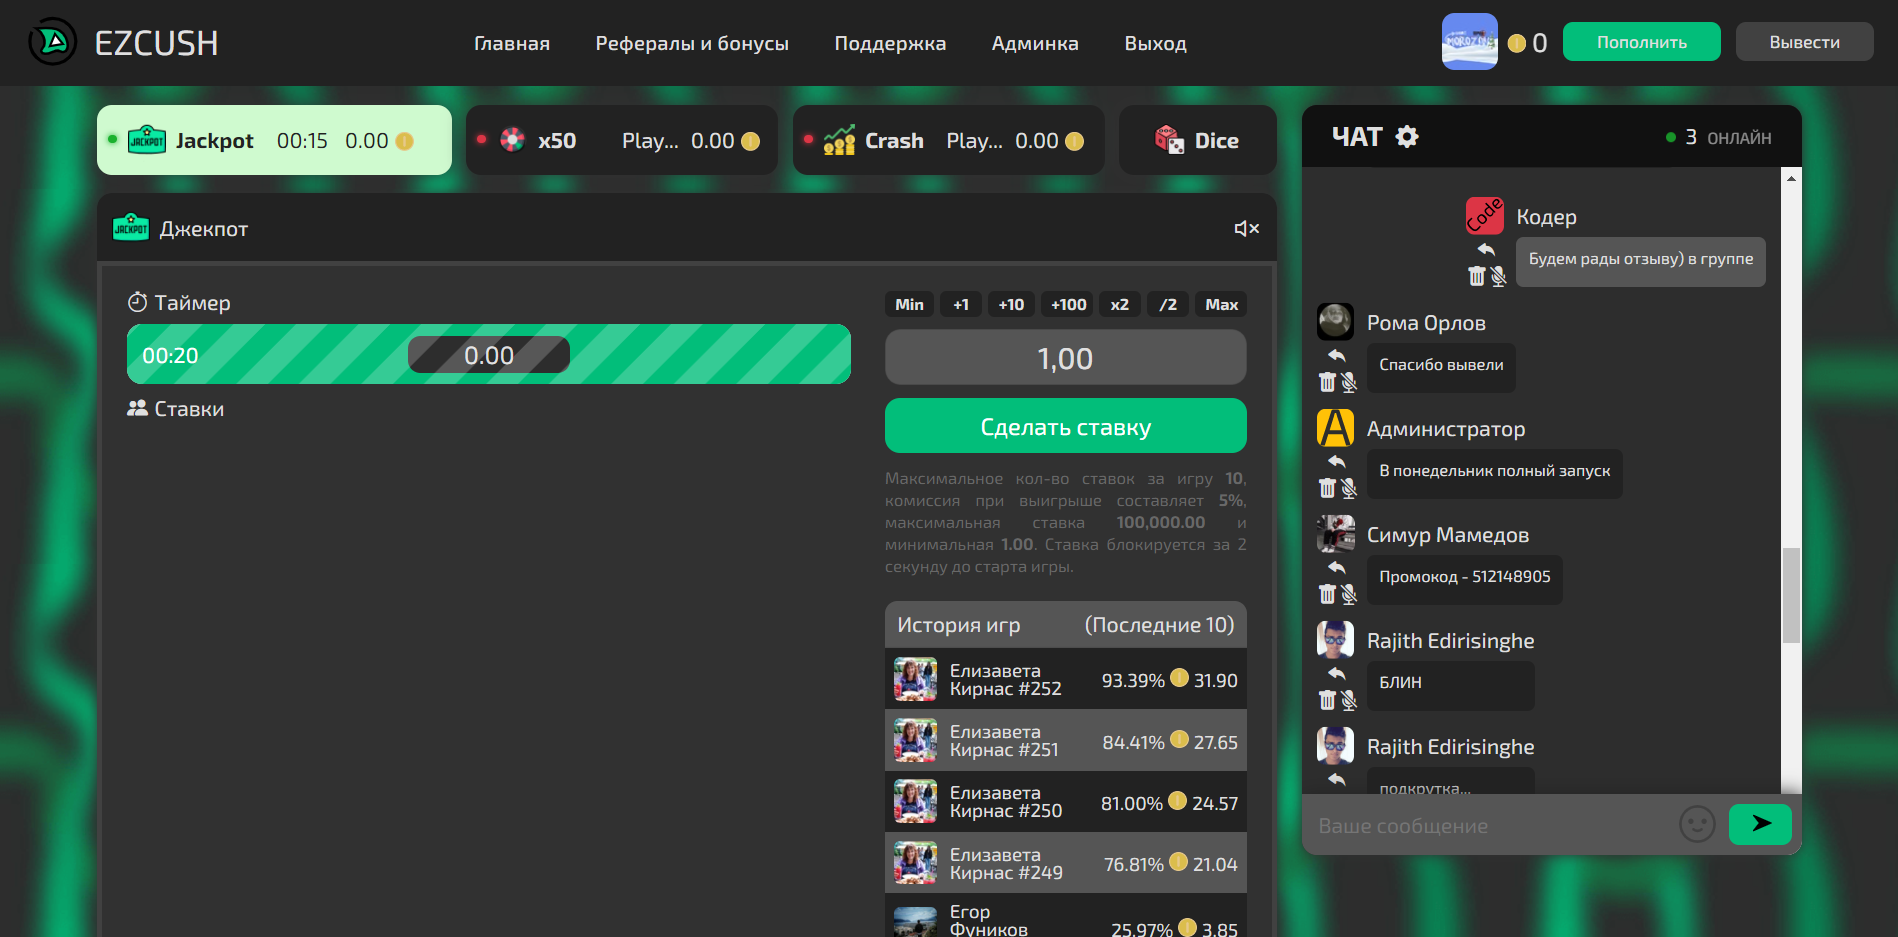 EZCUSH
Главная
Рефералы и бонусы
Поддержка
Админка
Выход
0
Пополнить
Вывести
JACKPOT
Jackpot
00:15
0.00
x50
Play...
0.00
Crash
Play...
0.00
Dice
JACKPOT
Джекпот
Таймер
00:20
0.00
Ставки
Min
+1
+10
+100
x2
/2
Max
1,00
Сделать ставку
Максимальное кол-во ставок за игру 10,
комиссия при выигрыше составляет 5%,
максимальная ставка 100,000.00 и
минимальная 1.00. Ставка блокируется за 2
секунду до старта игры.
История игр (Последние 10)
Елизавета
Кирнас #252
93.39% 31.90
Елизавета
Кирнас #251
84.41% 27.65
Елизавета
Кирнас #250
81.00% 24.57
Елизавета
Кирнас #249
76.81% 21.04
Егор
Фуников
25.97% 3.85
ЧАТ
3 ОНЛАЙН
Code
Кодер
Будем рады отзыву) в группе
Рома Орлов
Спасибо вывели
А
Администратор
В понедельник полный запуск
Симур Мамедов
Промокод - 512148905
Rajith Edirisinghe
БЛИН
Rajith Edirisinghe
подкрутка...
Ваше сообщение